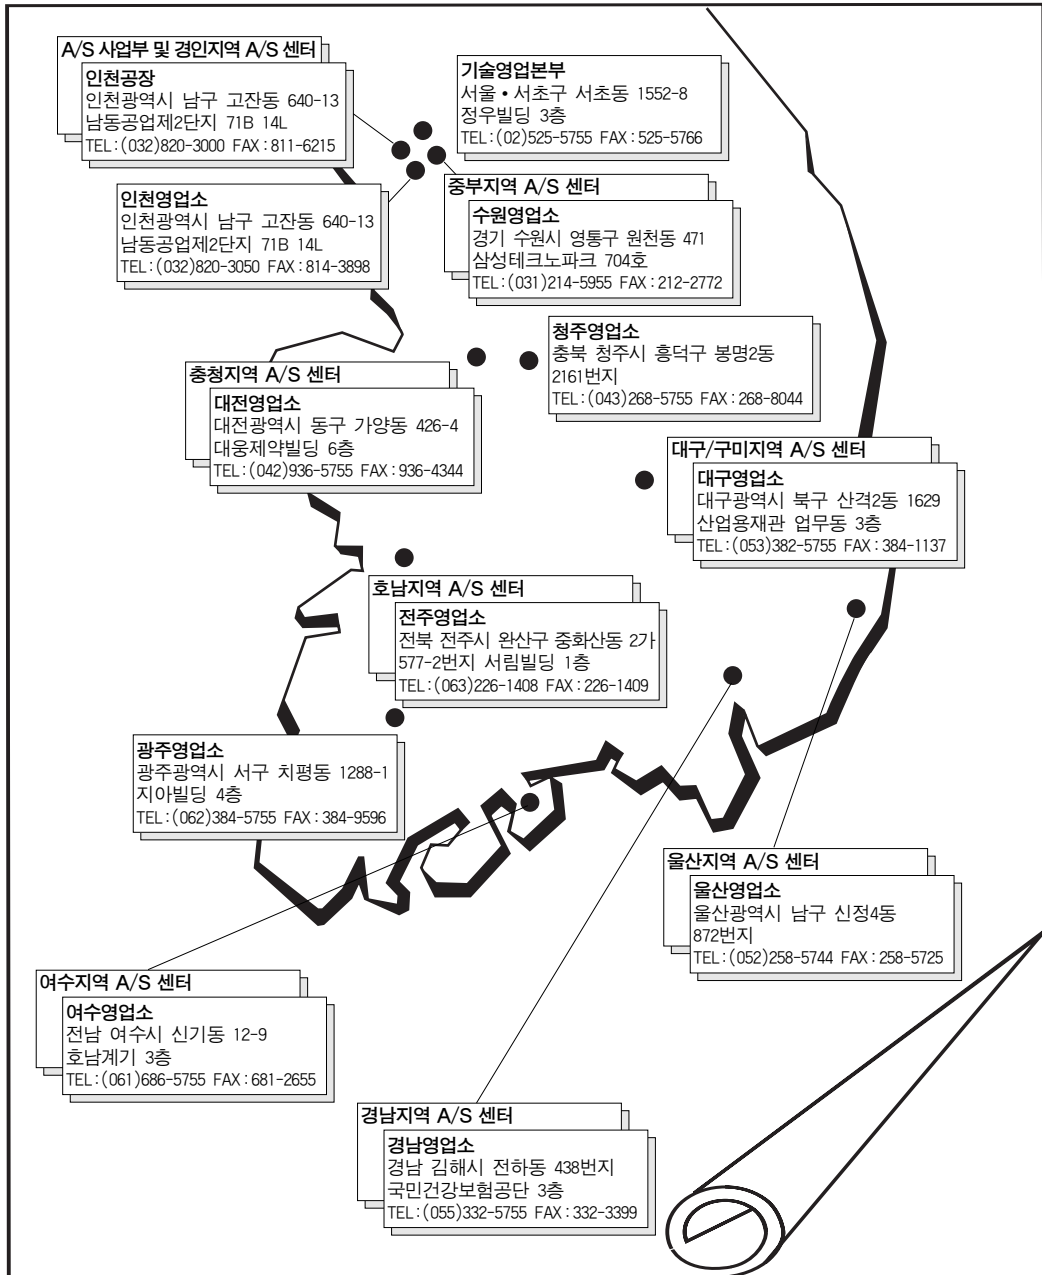 A/S 사업부 및 경인지역 A/S 센터
인천공장
인천광역시 남구 고잔동 640-13
남동공업제2단지 71B 14L
TEL:(032)820-3000 FAX:811-6215
기술영업본부
서울·서초구 서초동 1552-8
정우빌딩 3층
TEL:(02)525-5755 FAX:525-5766
인천영업소
인천광역시 남구 고잔동 640-13
남동공업제2단지 71B 14L
TEL:(032)820-3050 FAX:814-3898
중부지역 A/S 센터
수원영업소
경기 수원시 영통구 원천동 471
삼성테크노파크 704호
TEL:(031)214-5955 FAX:212-2772
청주영업소
충북 청주시 흥덕구 봉명2동
2161번지
TEL:(043)268-5755 FAX:268-8044
충청지역 A/S 센터
대전영업소
대전광역시 동구 가양동 426-4
대웅제약빌딩 6층
TEL:(042)936-5755 FAX:936-4344
대구/구미지역 A/S 센터
대구영업소
대구광역시 북구 산격2동 1629
산업용재관 업무동 3층
TEL:(053)382-5755 FAX:384-1137
호남지역 A/S 센터
전주영업소
전북 전주시 완산구 중화산동 2가
577-2번지 서림빌딩 1층
TEL:(063)226-1408 FAX:226-1409
광주영업소
광주광역시 서구 치평동 1288-1
지아빌딩 4층
TEL:(062)384-5755 FAX:384-9596
울산지역 A/S 센터
울산영업소
울산광역시 남구 신정4동
872번지
TEL:(052)258-5744 FAX:258-5725
여수지역 A/S 센터
여수영업소
전남 여수시 신기동 12-9
호남계기 3층
TEL:(061)686-5755 FAX:681-2655
경남지역 A/S 센터
경남영업소
경남 김해시 전하동 438번지
국민건강보험공단 3층
TEL:(055)332-5755 FAX:332-3399